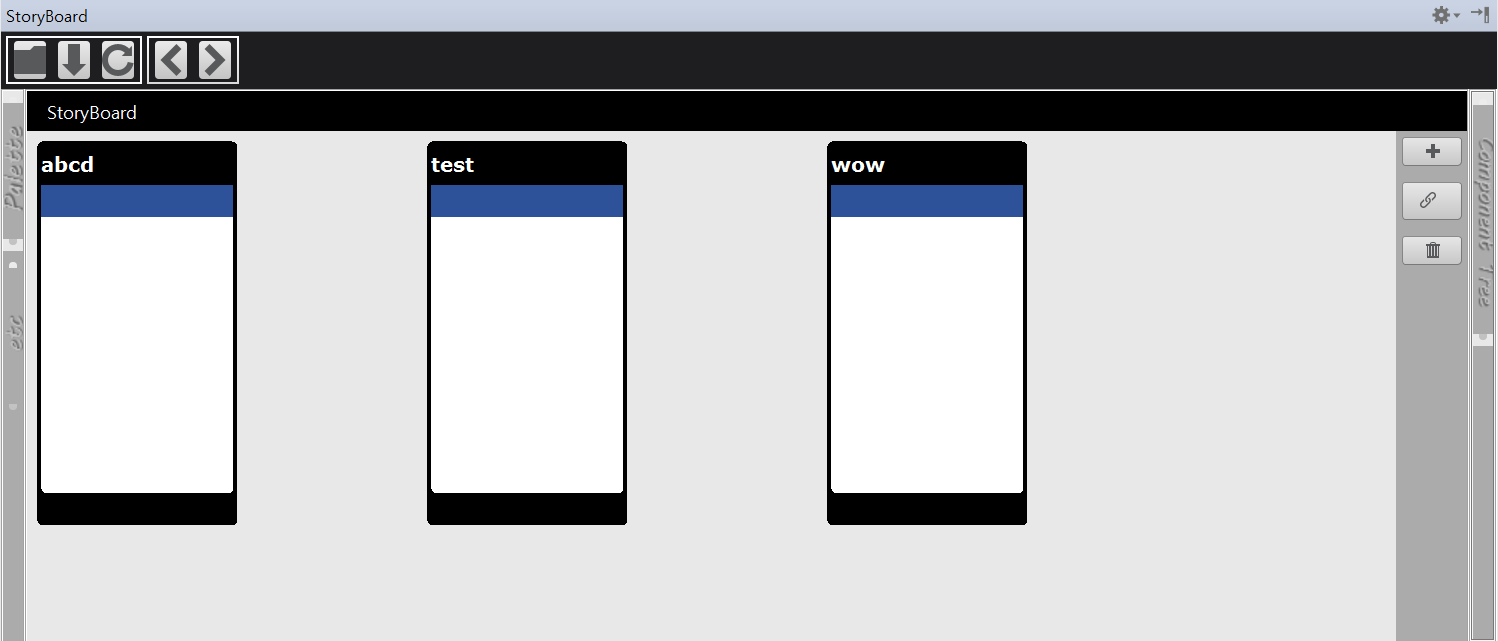 StoryBoard
StoryBoard
Palette
etc
abcd
test
wow
Component Tree